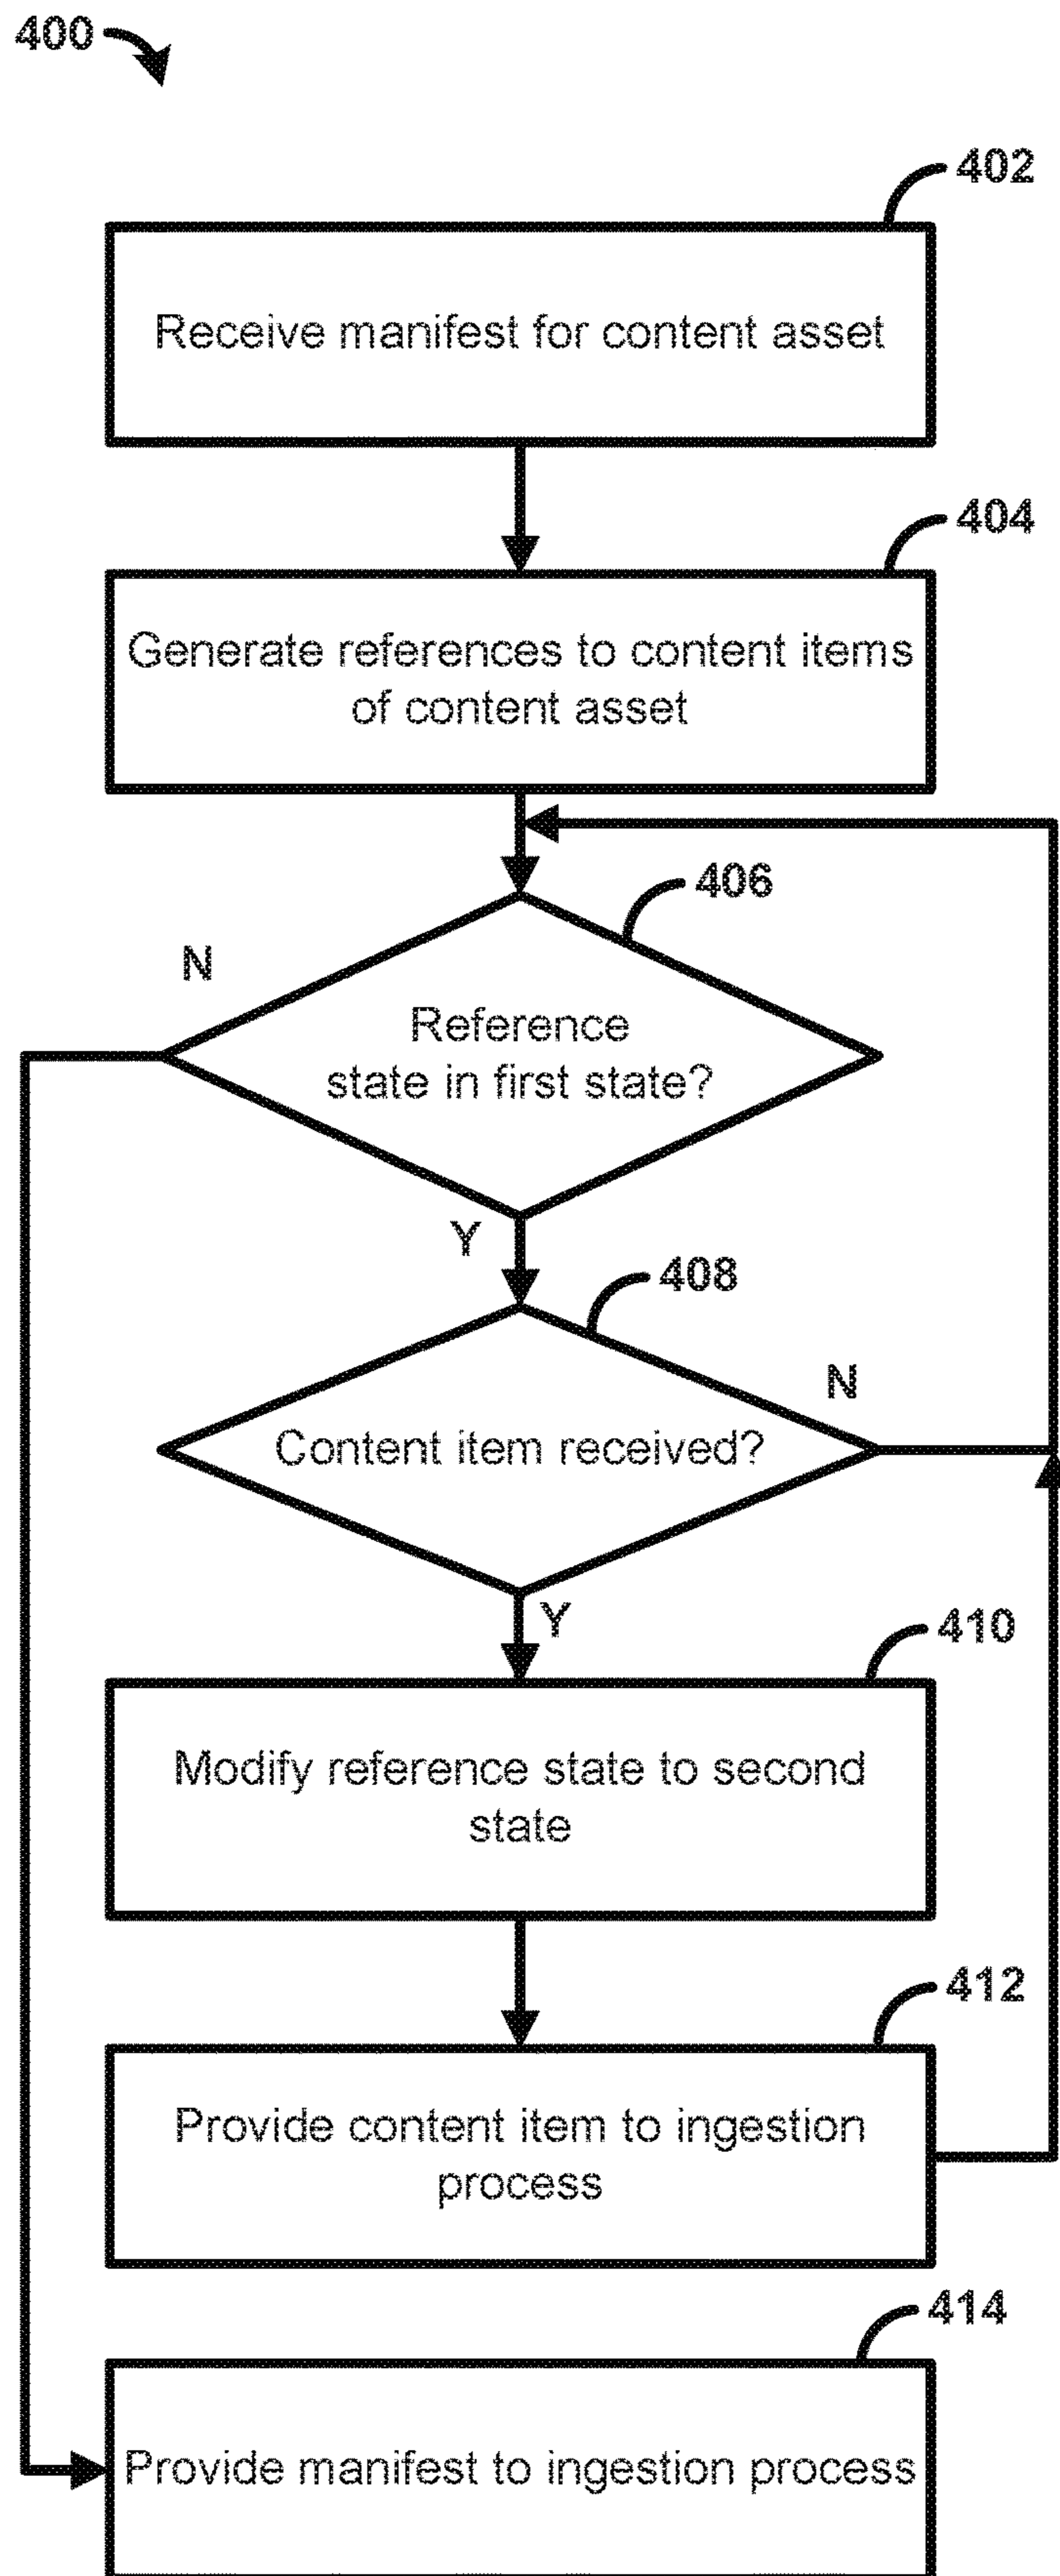 400
402
Receive manifest for content asset
404
Generate references to content items
of content asset
406
N
Reference
state in first state?
Y
408
N
Content item received?
Y
410
Modify reference state to second
state
412
Provide content item to ingestion
process
414
Provide manifest to ingestion process